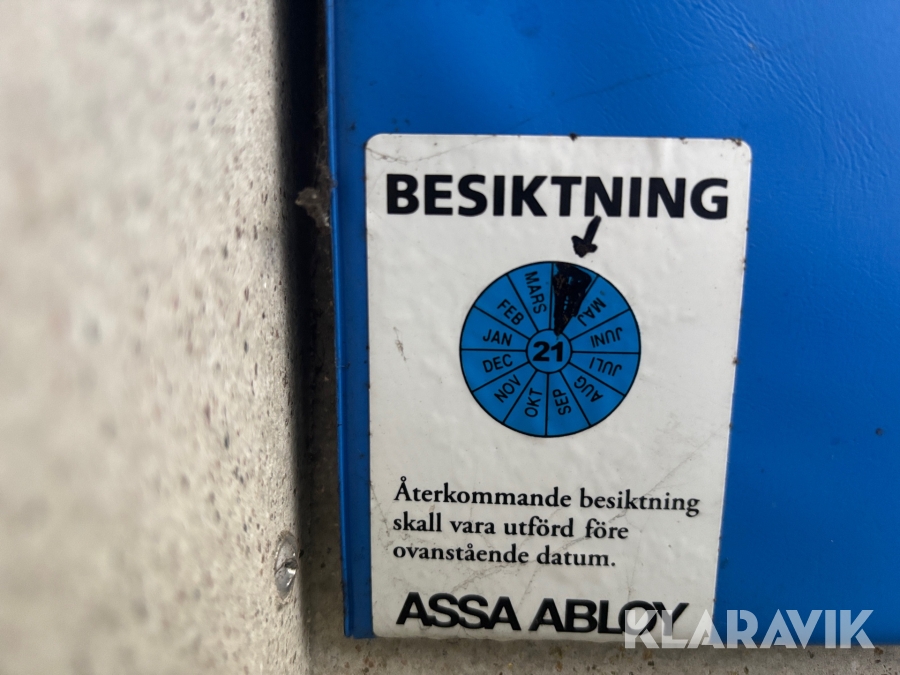 BESIKTNING
MARS
FEB
JAN
DEC
NOV
OKT
SEP
AUG
JULI
JUNI
MAJ
21
Återkommande besiktning
skall vara utförd före
ovanstående datum.
ASSA ABLOY
KLARAVIK